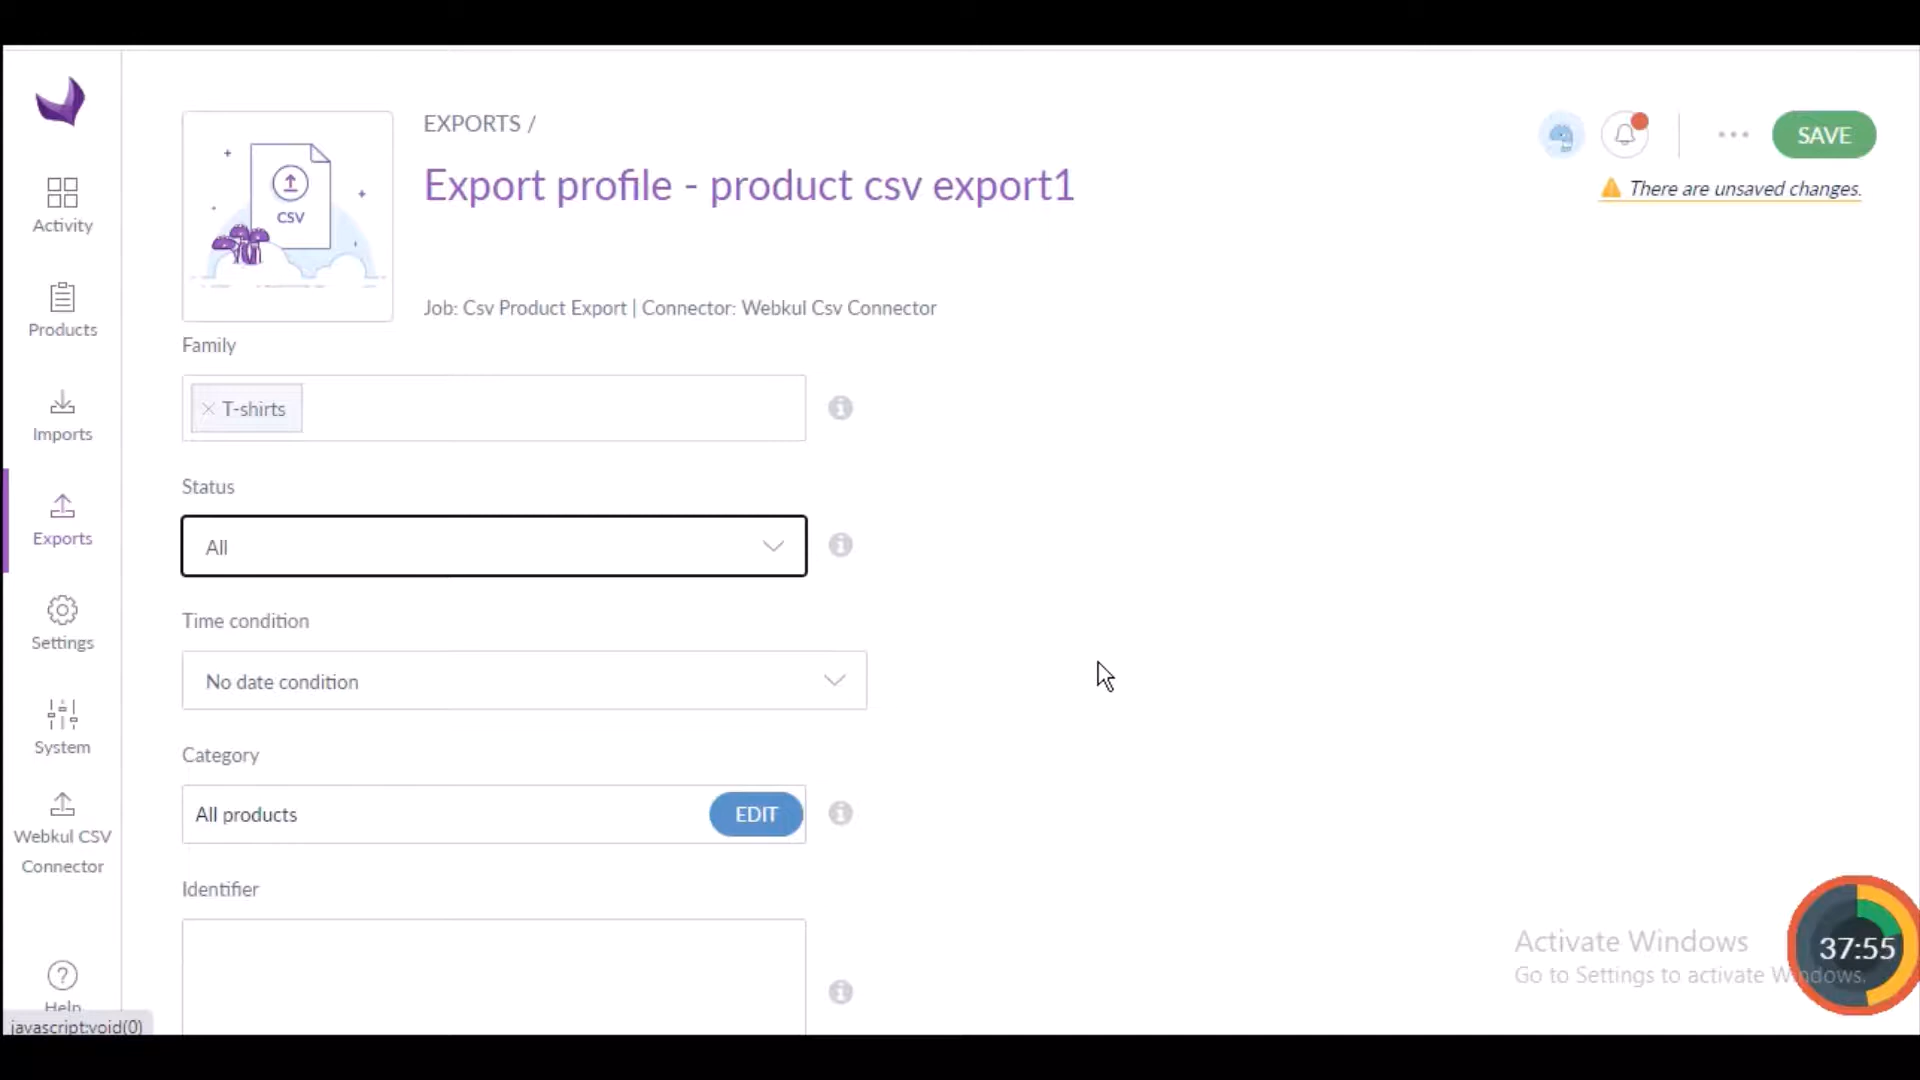 EXPORTS /
Export profile - product csv export1
SAVE
There are unsaved changes.
CSV
Job: Csv Product Export | Connector: Webkul Csv Connector
Activity
Products
Imports
Exports
Settings
System
Webkul CSV
Connector
Help
javascript:void(0)
Family
× T-shirts
Status
All
Time condition
No date condition
Category
All products
EDIT
Identifier
Activate Windows
Go to Settings to activate Windows.
37:55